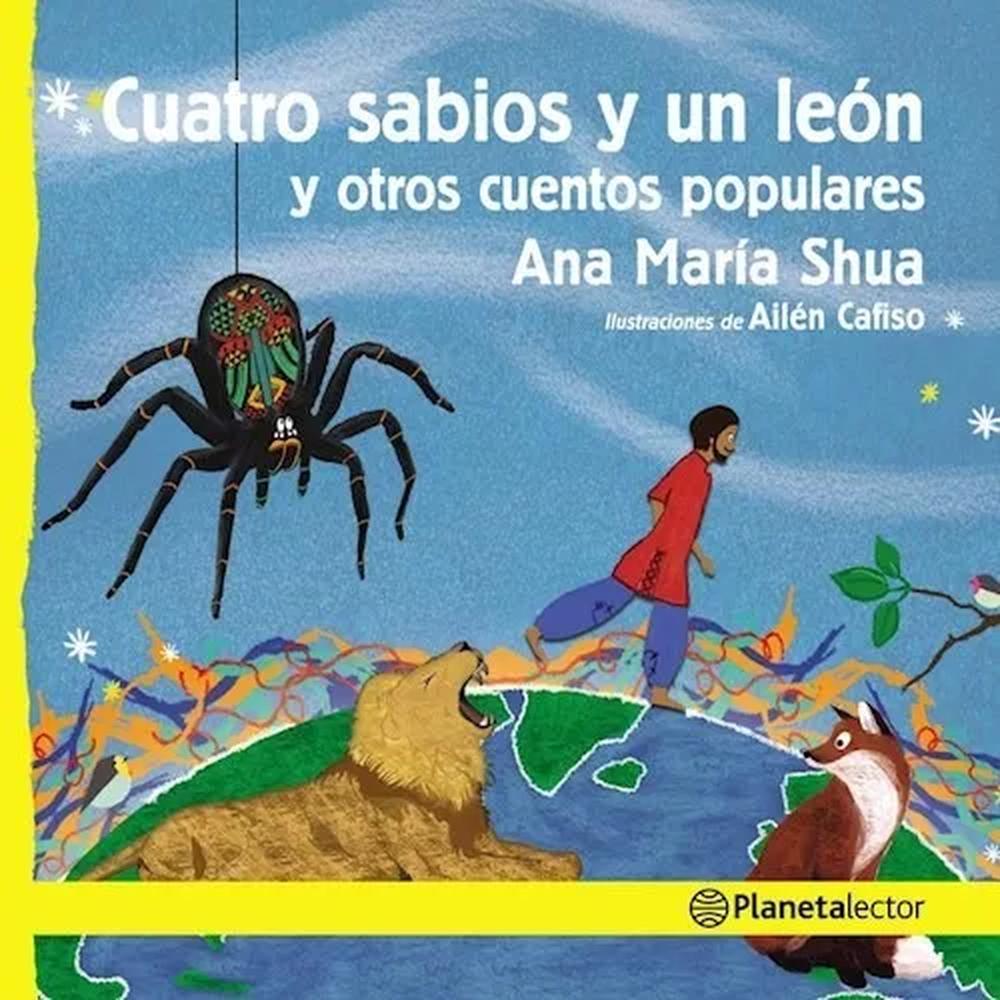 Cuatro sabios y un león
y otros cuentos populares
Ana María Shua
Ilustraciones de Ailén Cafiso
Planetalector